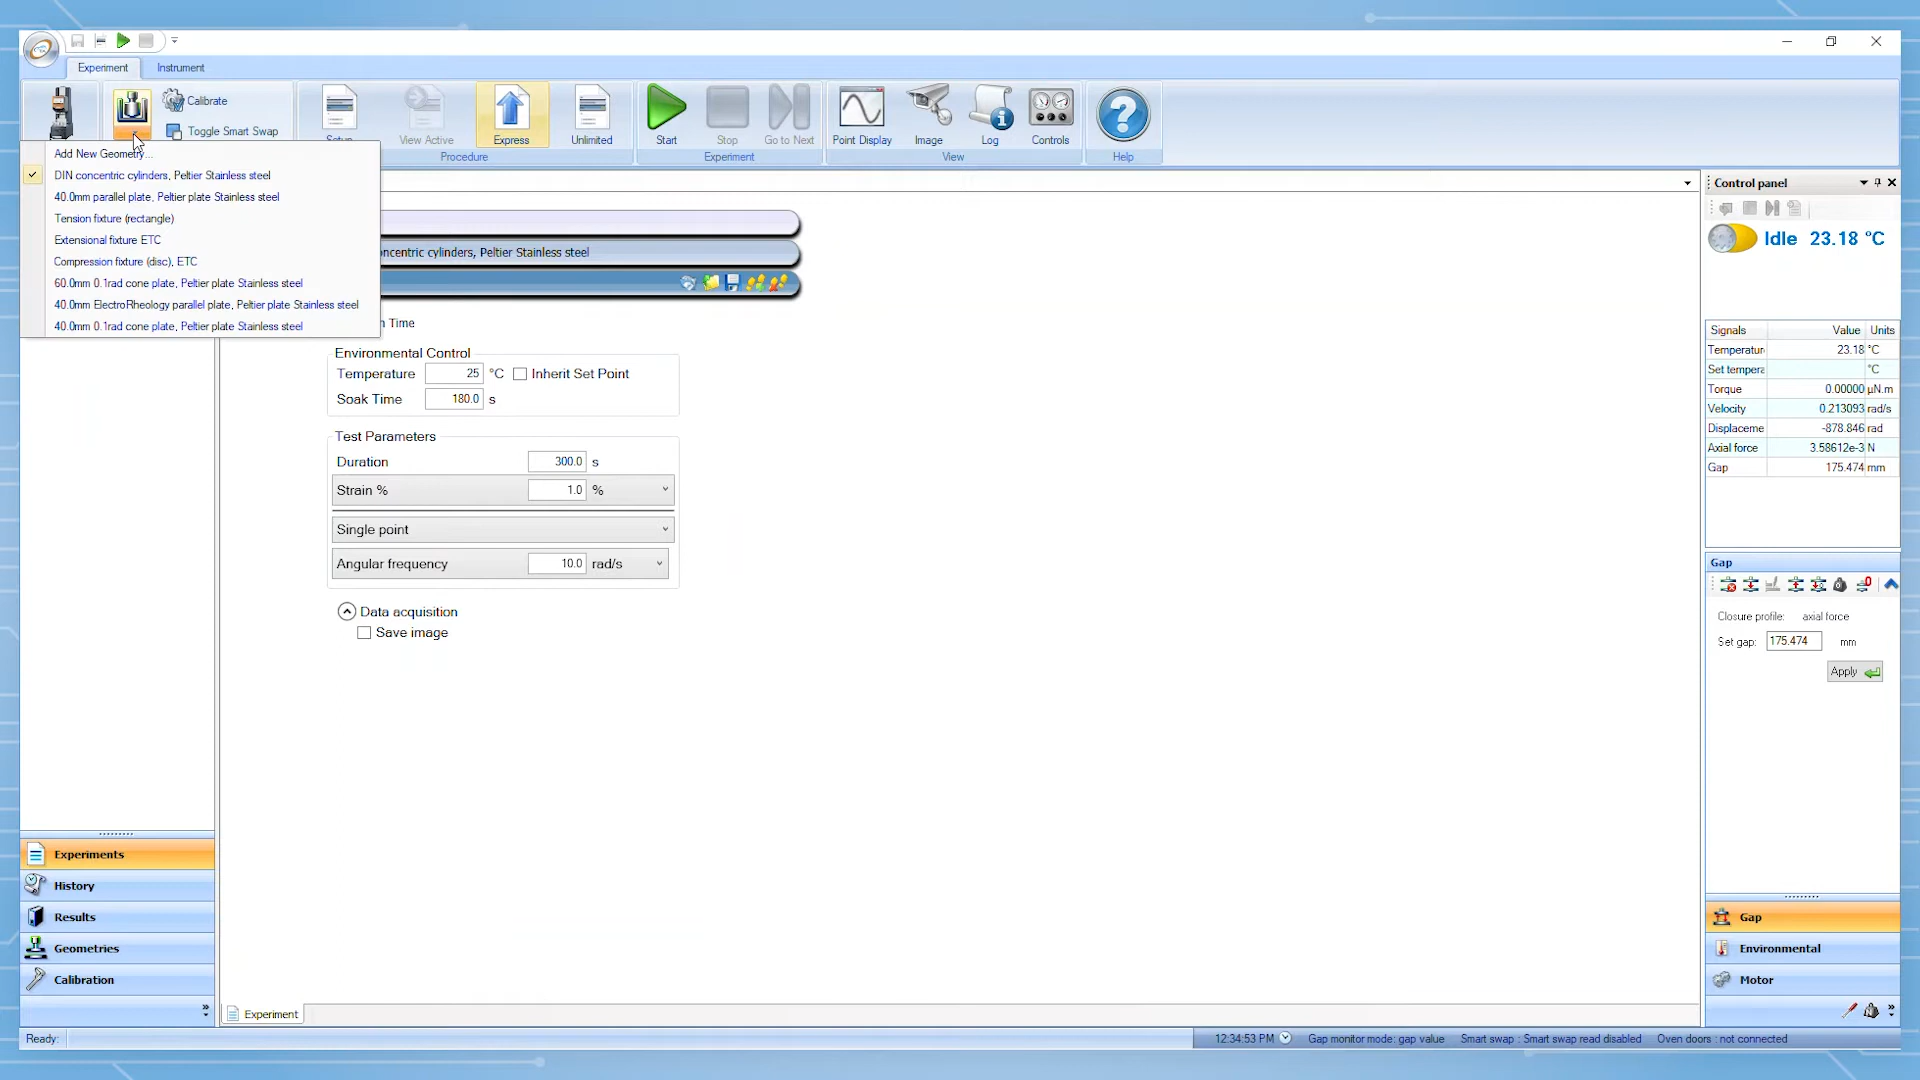 Experiment
Instrument
Calibrate
Toggle Smart Swap
View Active
Express
Unlimited
Start
Stop
Go to Next
Point Display
Image
Log
Controls
Procedure
Experiment
View
Help
Add New Geometry...
DIN concentric cylinders, Peltier Stainless steel
40.0mm parallel plate, Peltier plate Stainless steel
Tension fixture (rectangle)
Extensional fixture ETC
Compression fixture (disc), ETC
60.0mm 0.1rad cone plate, Peltier plate Stainless steel
40.0mm ElectroRheology parallel plate, Peltier plate Stainless steel
40.0mm 0.1rad cone plate, Peltier plate Stainless steel
ncentric cylinders, Peltier Stainless steel
Time
Environmental Control
Temperature 25 °C Inherit Set Point
Soak Time 180.0 s
Test Parameters
Duration 300.0 s
Strain % 1.0 %
Single point
Angular frequency 10.0 rad/s
Data acquisition
Save image
Experiments
History
Results
Geometries
Calibration
Experiment
Control panel
Idle 23.18 °C
Signals Value Units
Temperatur 23.18 °C
Set tempera °C
Torque 0.00000 µN.m
Velocity 0.213093 rad/s
Displaceme -878.846 rad
Axial force 3.58612e-3 N
Gap 175.474 mm
Gap
Closure profile: axial force
Set gap: 175.474 mm
Apply
Gap
Environmental
Motor
Ready:
12:34:53 PM
Gap monitor mode: gap value
Smart swap : Smart swap read disabled
Oven doors : not connected